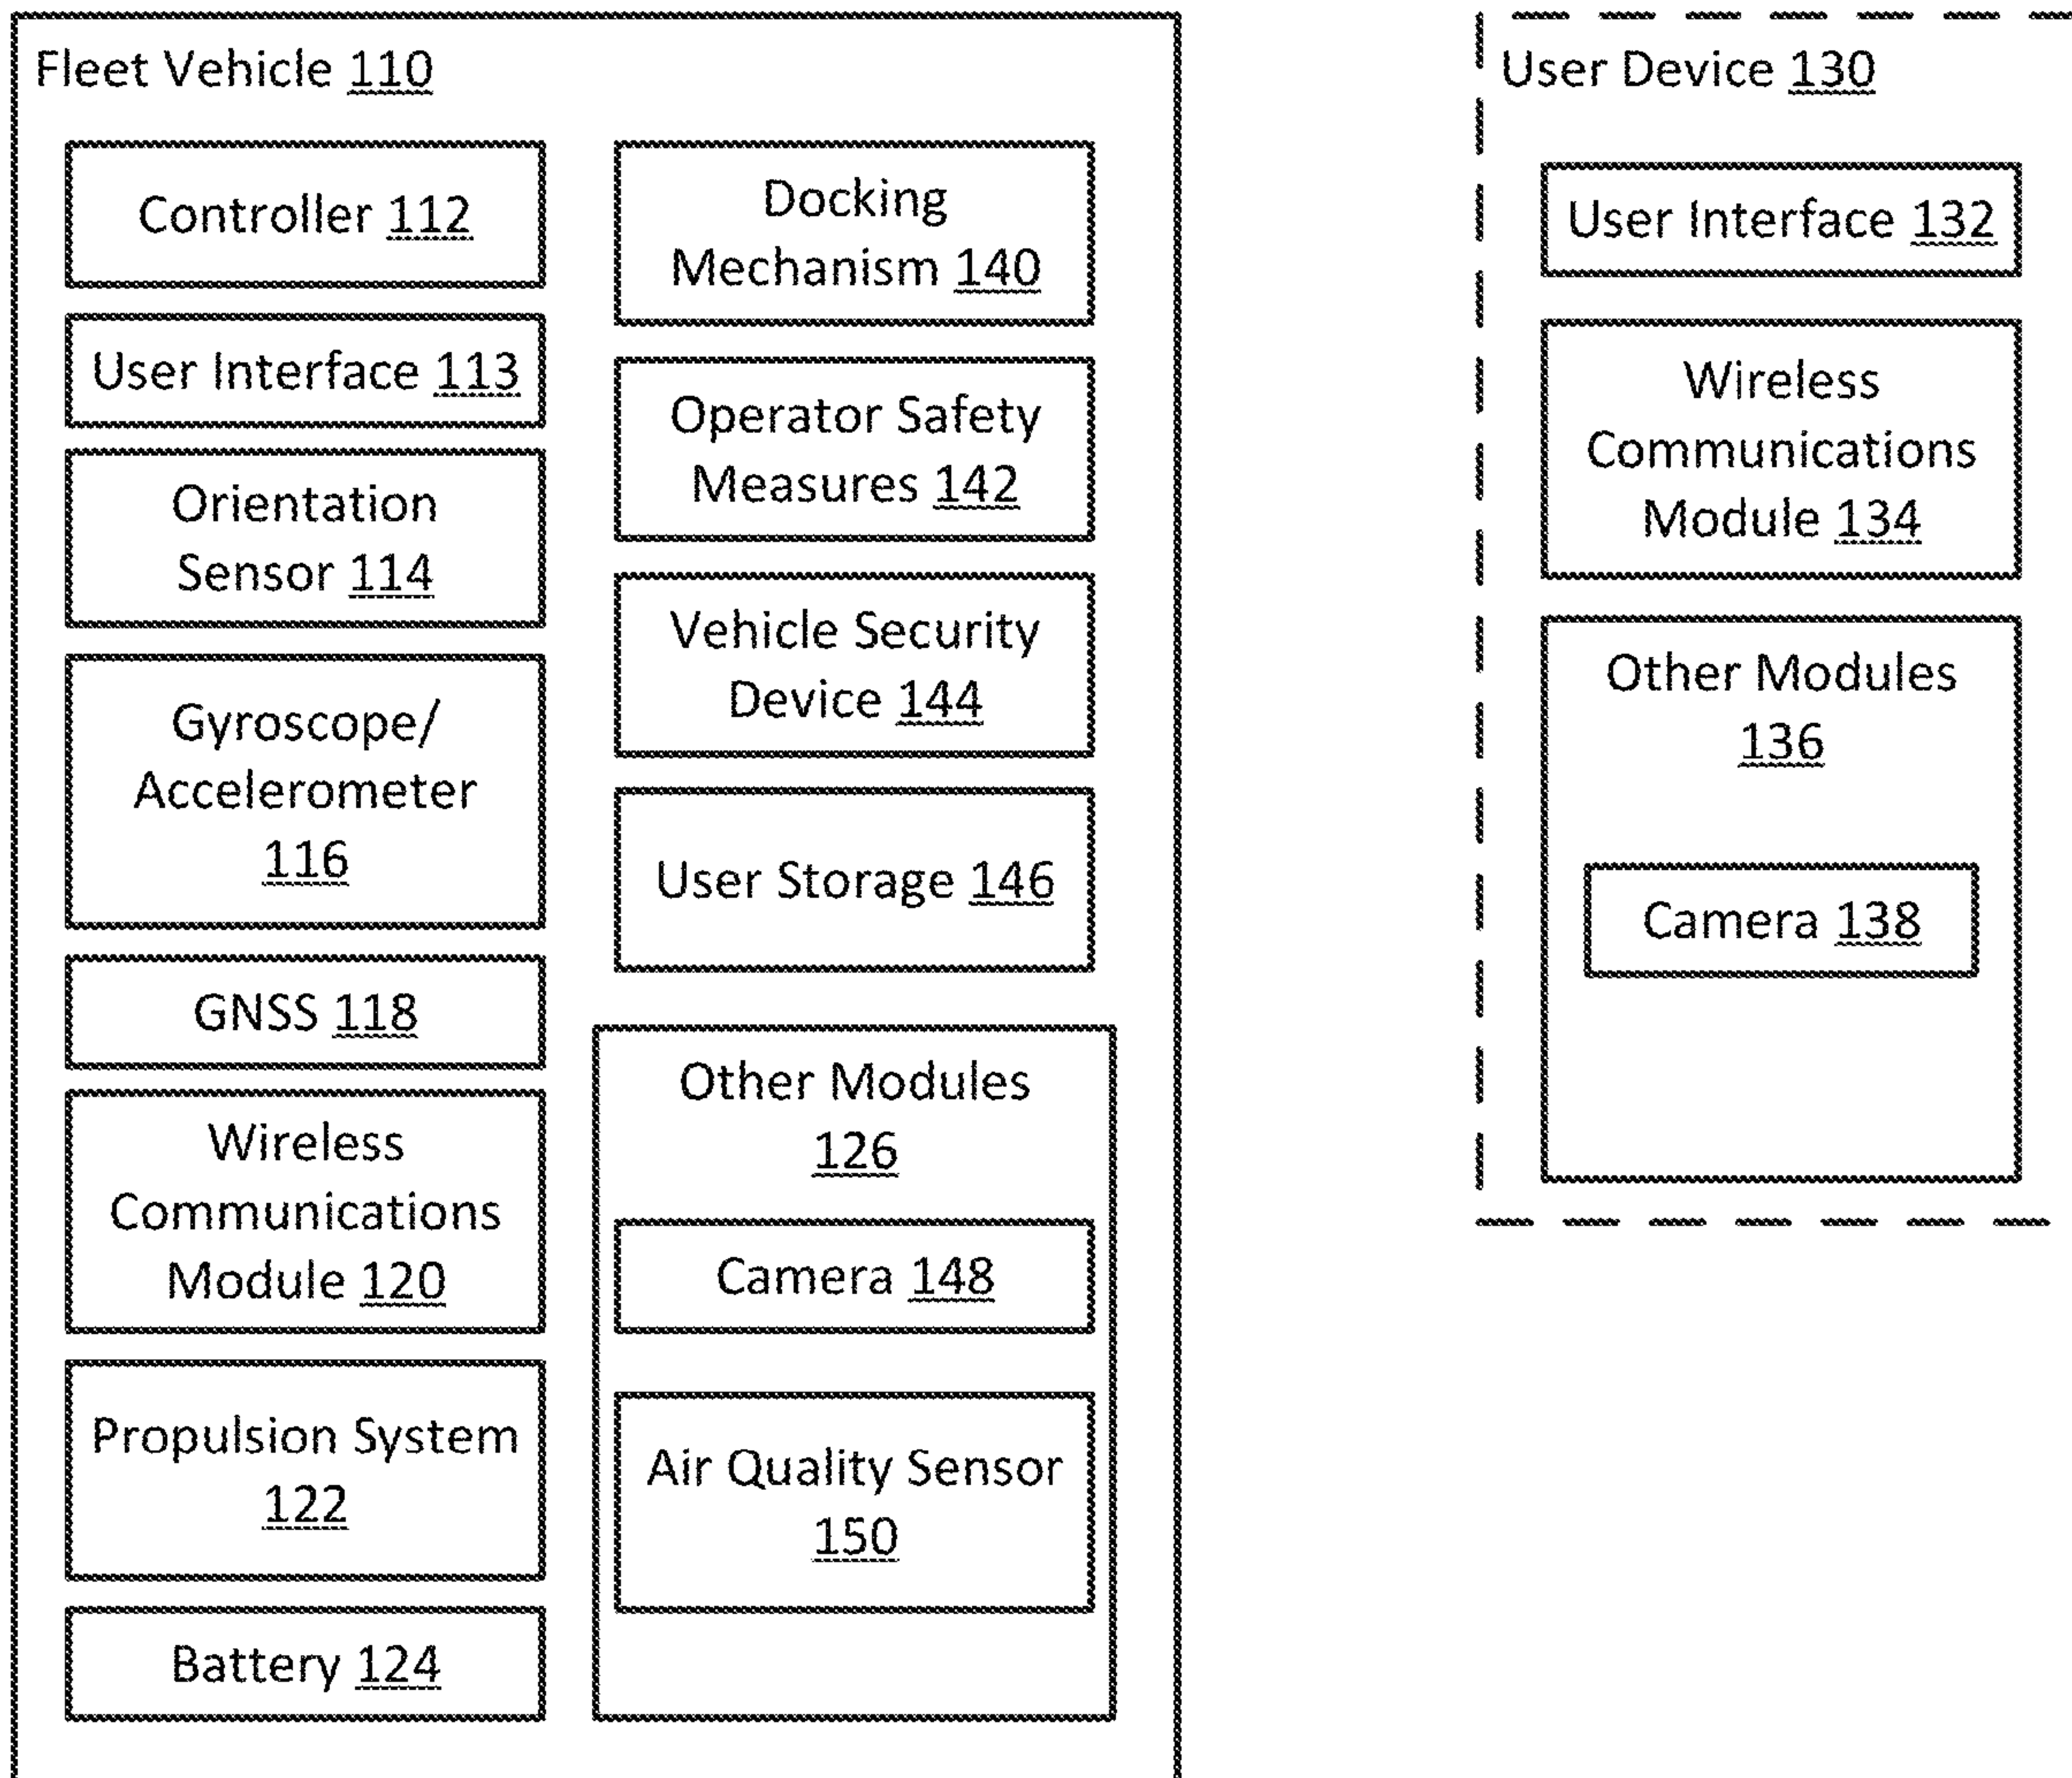 Fleet Vehicle 110
Controller 112
User Interface 113
Orientation
Sensor 114
Gyroscope/
Accelerometer
116
GNSS 118
Wireless
Communications
Module 120
Propulsion System
122
Battery 124
Docking
Mechanism 140
Operator Safety
Measures 142
Vehicle Security
Device 144
User Storage 146
Other Modules
126
Camera 148
Air Quality Sensor
150
User Device 130
User Interface 132
Wireless
Communications
Module 134
Other Modules
136
Camera 138